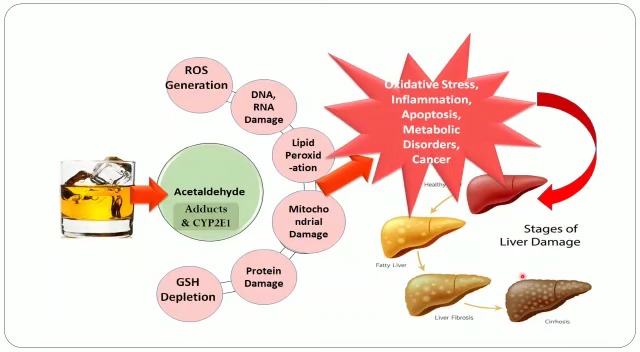 ROS
Generation
DNA,
RNA
Damage
Lipid
Peroxid
-ation
Mitocho
ndrial
Damage
Protein
Damage
GSH
Depletion
Acetaldehyde
Adducts
& CYP2E1
Oxidative Stress,
Inflammation,
Apoptosis,
Metabolic
Disorders,
Cancer
Healthy
Stages of
Liver Damage
Fatty Liver
Liver Fibrosis
Cirrhosis